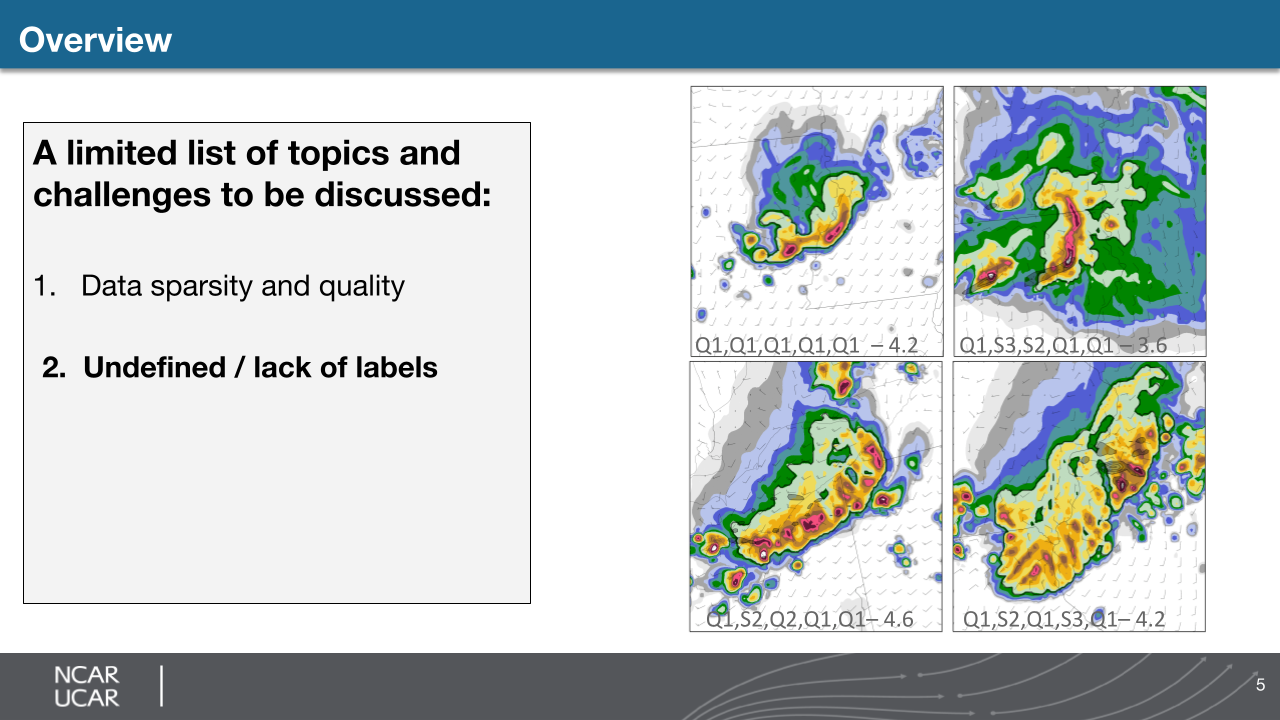 Overview
A limited list of topics and
challenges to be discussed:
1. Data sparsity and quality
2. Undefined / lack of labels
Q1,Q1,Q1,Q1,Q1 – 4.2
Q1,S3,S2,Q1,Q1 – 3.6
Q1,S2,Q2,Q1,Q1– 4.6
Q1,S2,Q1,S3,Q1– 4.2
NCAR
UCAR
5